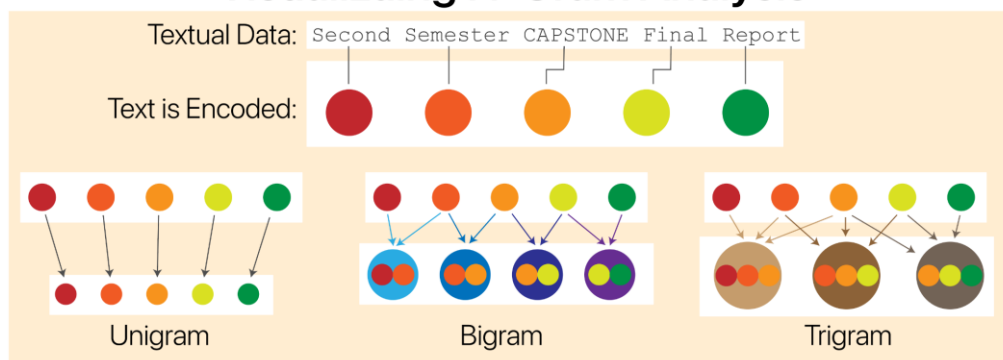 Textual Data: Second Semester CAPSTONE Final Report
Text is Encoded:
Unigram
Bigram
Trigram